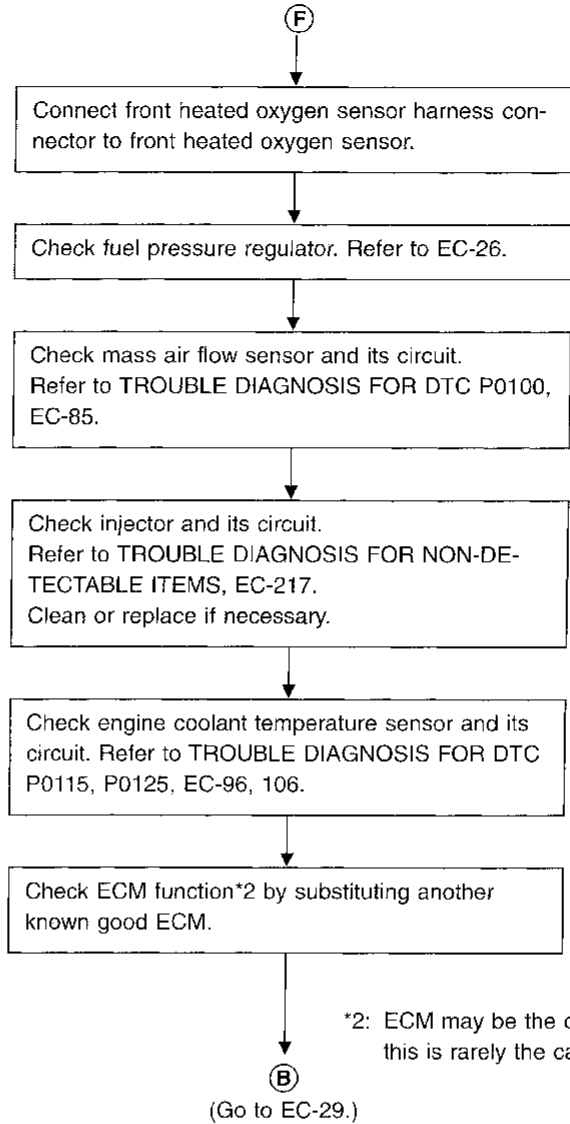 F
Connect front heated oxygen sensor harness con-
nector to front heated oxygen sensor.
Check fuel pressure regulator. Refer to EC-26.
Check mass air flow sensor and its circuit.
Refer to TROUBLE DIAGNOSIS FOR DTC P0100,
EC-85.
Check injector and its circuit.
Refer to TROUBLE DIAGNOSIS FOR NON-DE-
TECTABLE ITEMS, EC-217.
Clean or replace if necessary.
Check engine coolant temperature sensor and its
circuit. Refer to TROUBLE DIAGNOSIS FOR DTC
P0115, P0125, EC-96, 106.
Check ECM function*2 by substituting another
known good ECM.
*2: ECM may be the
this is rarely the
B
(Go to EC-29.)